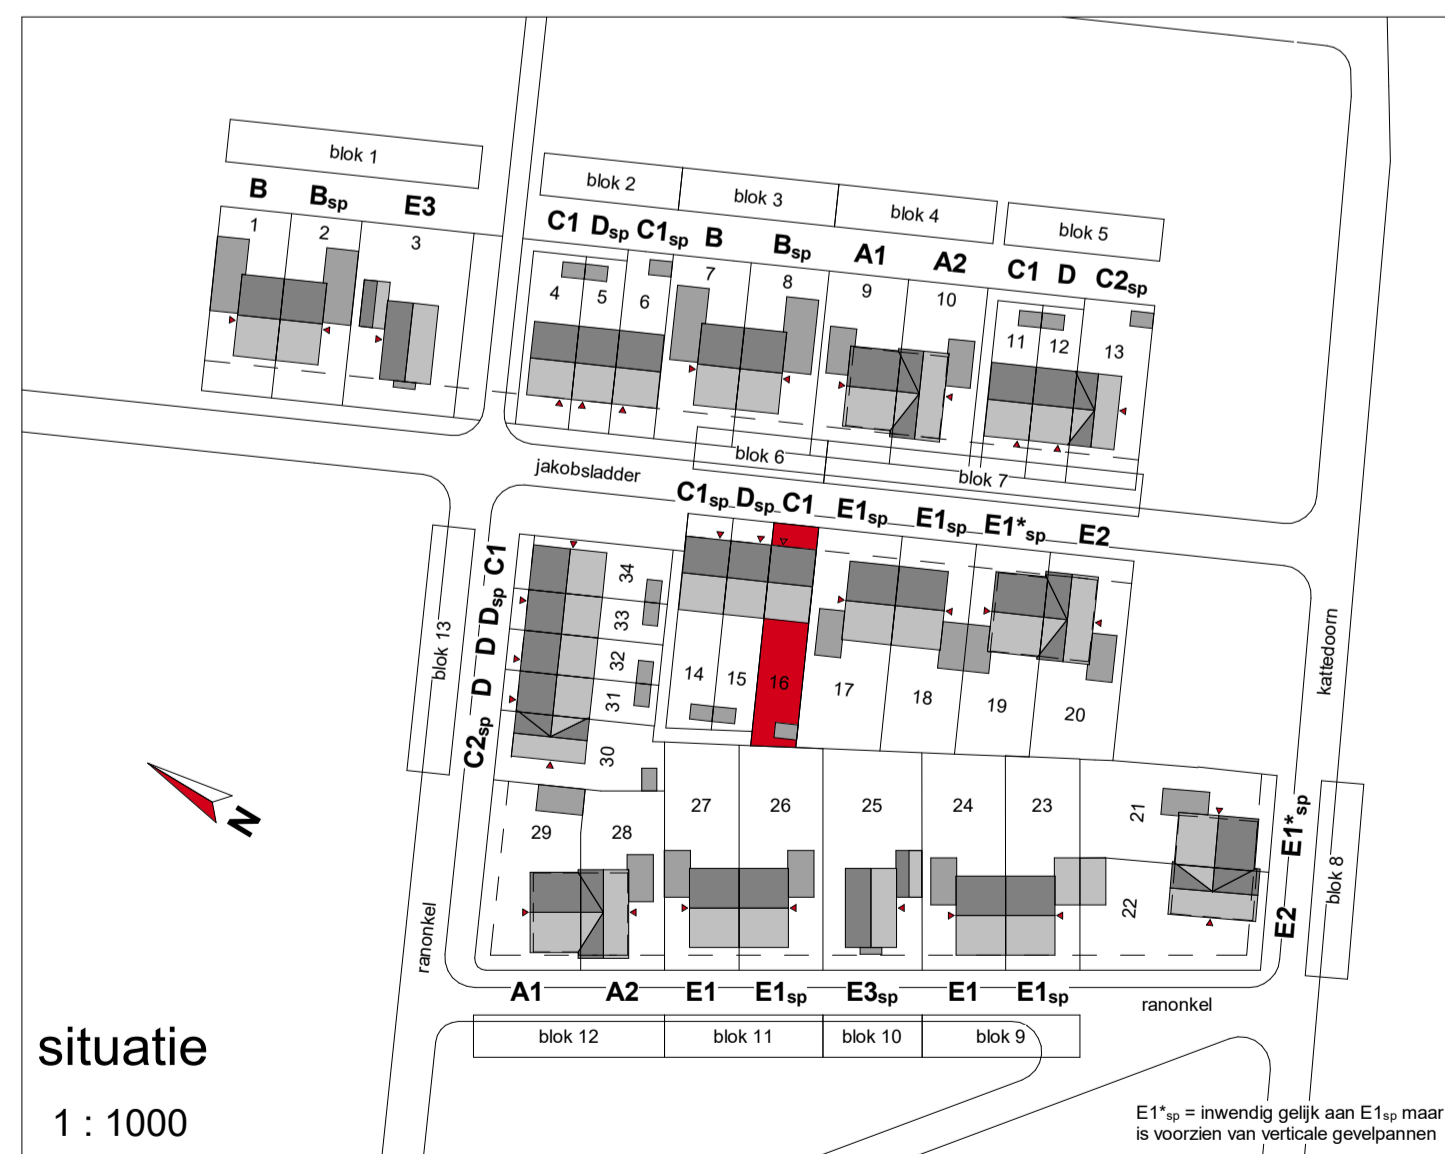 blok 1
B Bsp E3
1 2 3
blok 2 blok 3 blok 4 blok 5
C1 Dsp C1sp B Bsp A1 A2 C1 D C2sp
4 5 6 7 8 9 10 11 12 13
blok 6 blok 7
jakobsladder
C1sp Dsp C1 E1sp E1sp E1*sp E2
14 15 16 17 18 19 20
blok 13
C2sp D D Dsp C1
34
33
32
31
30
kattedoorn
N
29 28 27 26 25 24 23
21
22
E2 E1*sp
blok 8
ranonkel
A1 A2 E1 E1sp E3sp E1 E1sp
ranonkel
blok 12 blok 11 blok 10 blok 9
situatie
1 : 1000
E1*sp = inwendig gelijk aan E1sp maar
is voorzien van verticale gevelpannen